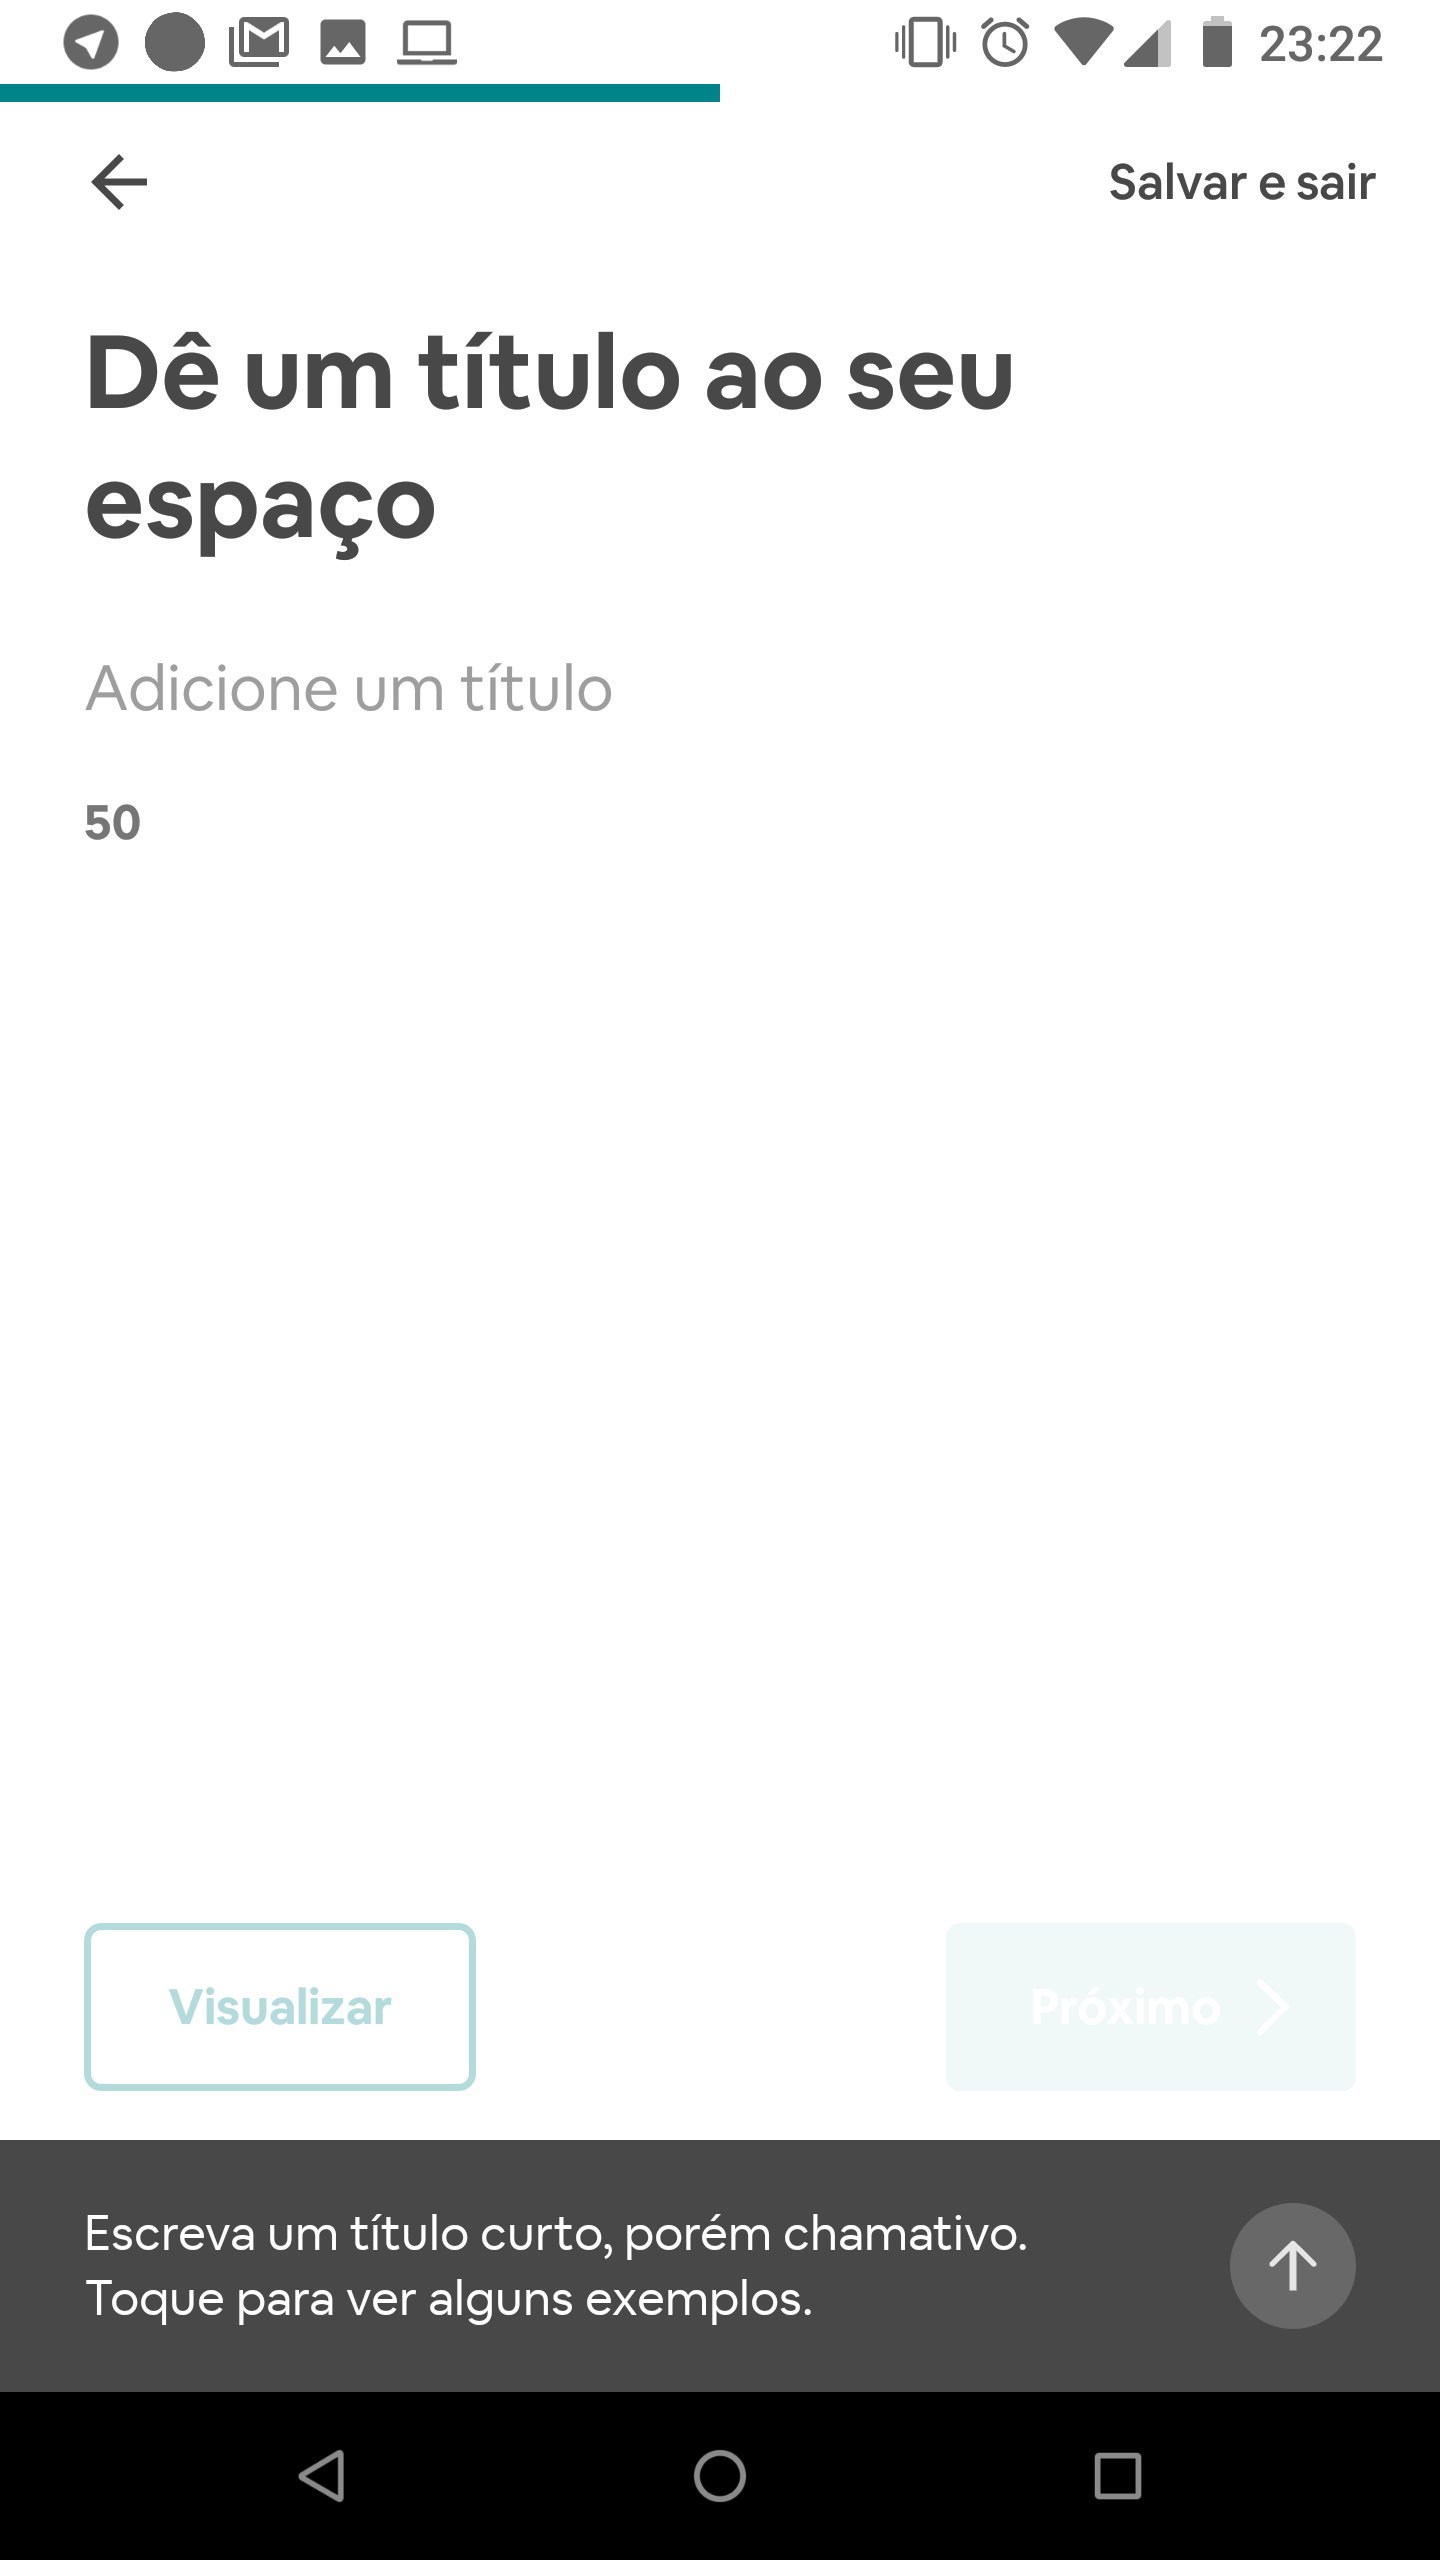 23:22
Salvar e sair
Dê um título ao seu
espaço
Adicione um título
50
Visualizar
Próximo
Escreva um título curto, porém chamativo.
Toque para ver alguns exemplos.